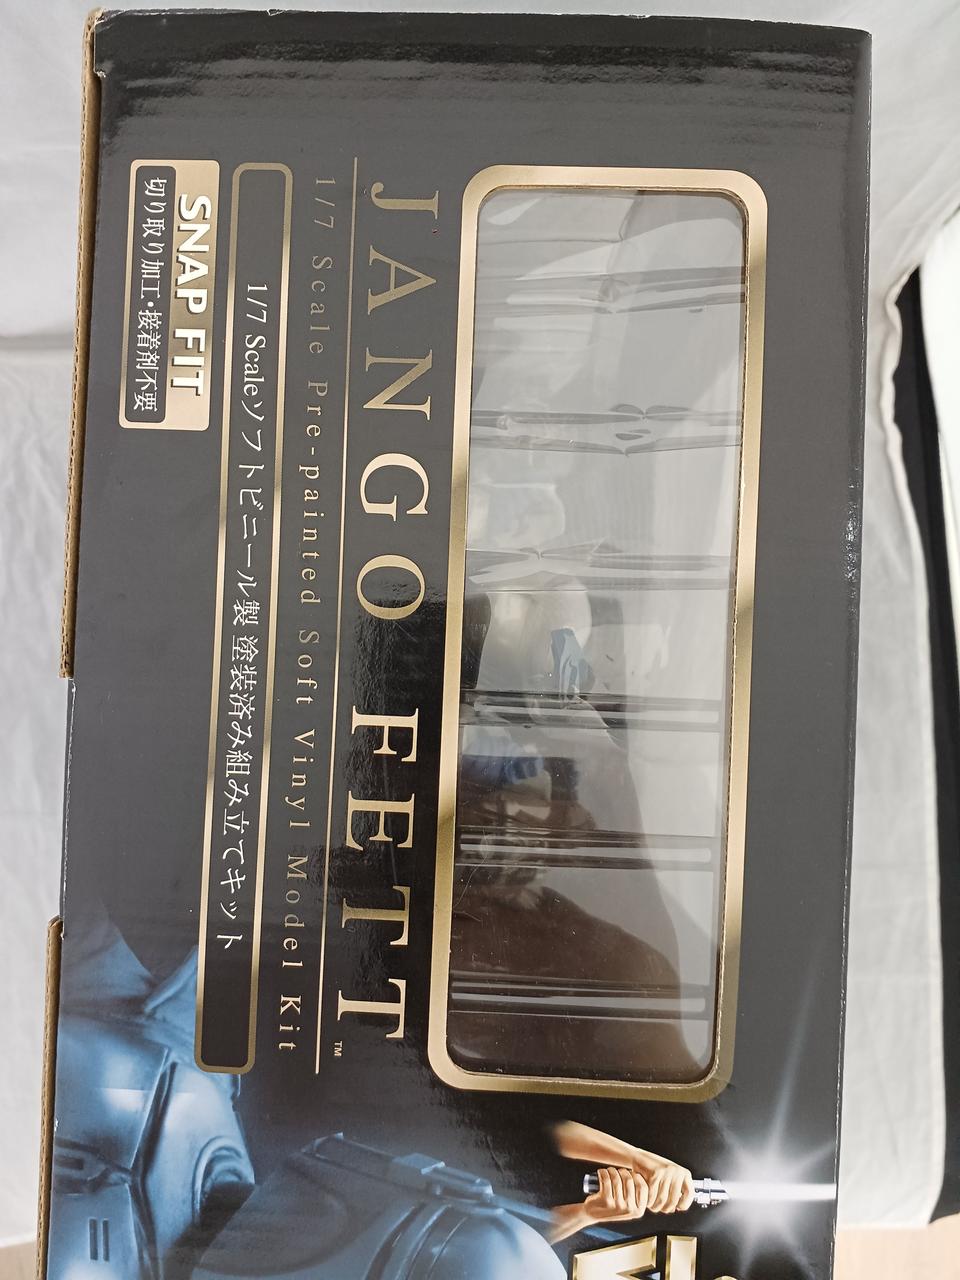 JANGO FETT™
1/7 Scale Pre-painted Soft Vinyl Model Kit
1/7 Scaleソフトビニール製 塗装済み組み立てキット
SNAP FIT
切り取り加工・接着剤不要